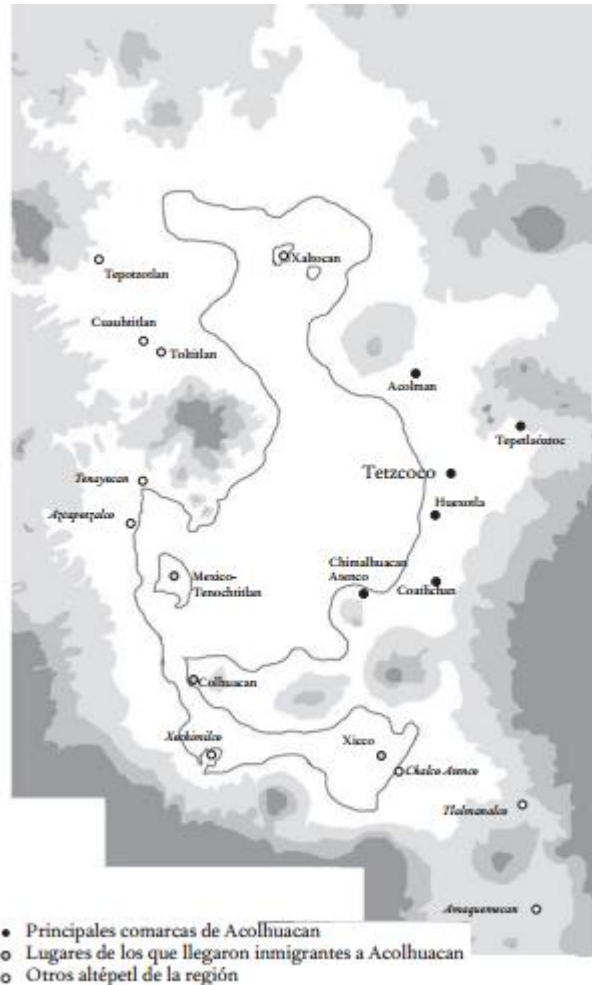 Xaltocan
Tepotzotlan
Cuauhtitlan
Toltitlan
Acolman
Tepetlaóztoc
Tetzcoco
Tenayocan
Huexotla
Azcapotzalco
Chimalhuacan
Atenco
Mexico-
Tenochtitlan
Coatlichan
Colhuacan
Xochimilco
Xicco
Chalco Atenco
Tlalmanalco
Amaquemecan
Principales comarcas de Acolhuacan
Lugares de los que llegaron inmigrantes a Acolhuacan
Otros altépetl de la región